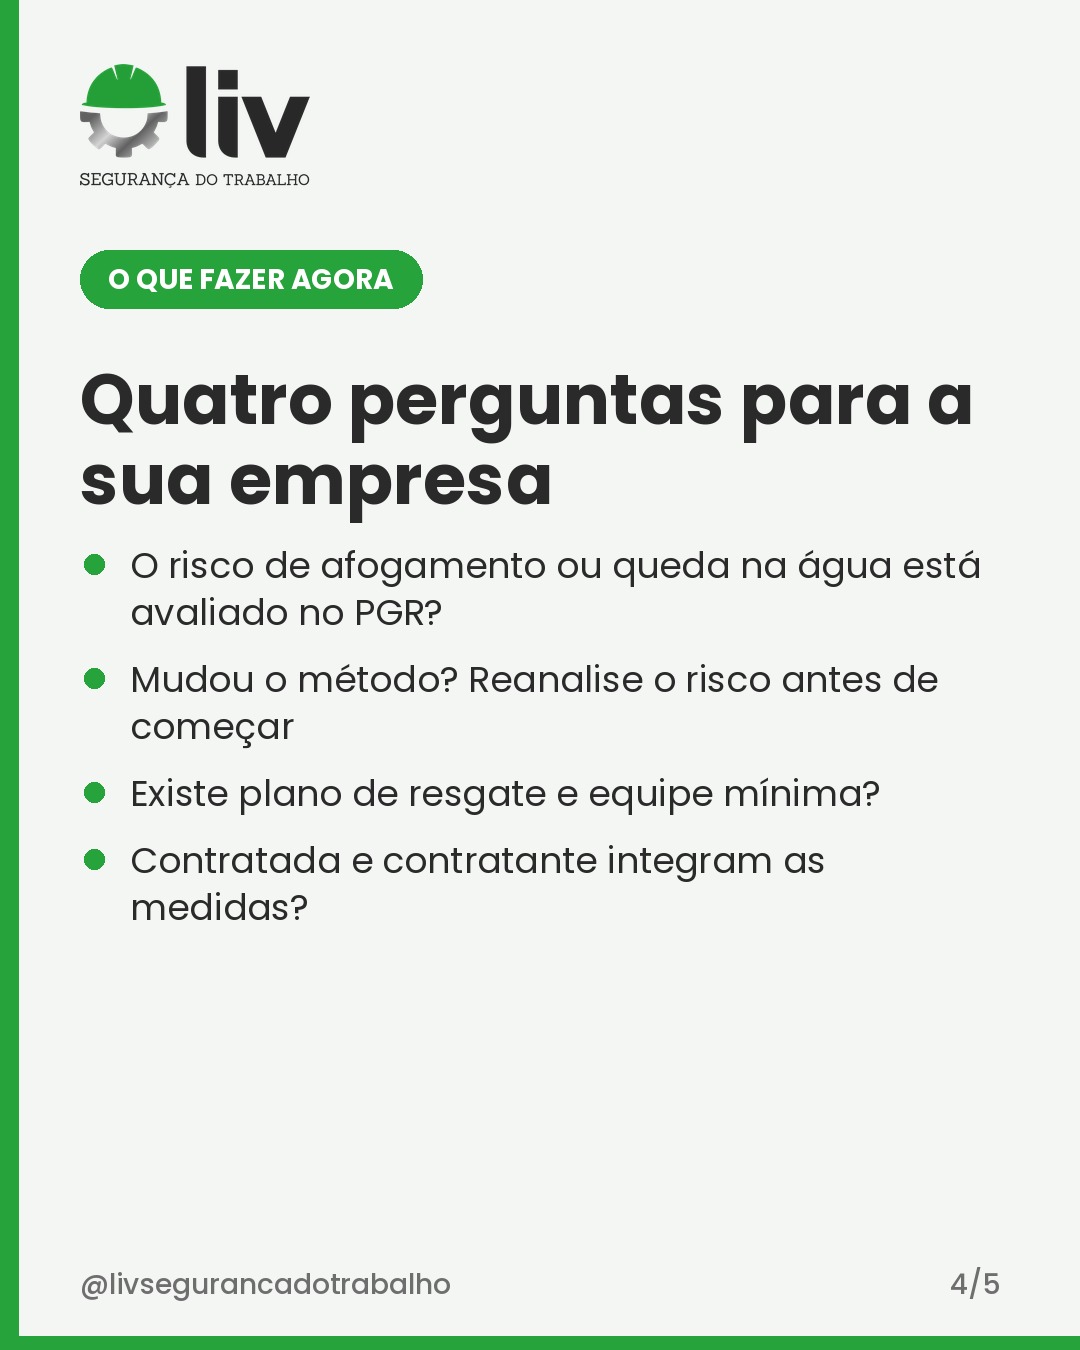 liv
SEGURANÇA DO TRABALHO
O QUE FAZER AGORA
Quatro perguntas para a
sua empresa
O risco de afogamento ou queda na água está
avaliado no PGR?
Mudou o método? Reanalise o risco antes de
começar
Existe plano de resgate e equipe mínima?
Contratada e contratante integram as
medidas?
@livsegurancadotrabalho
4/5